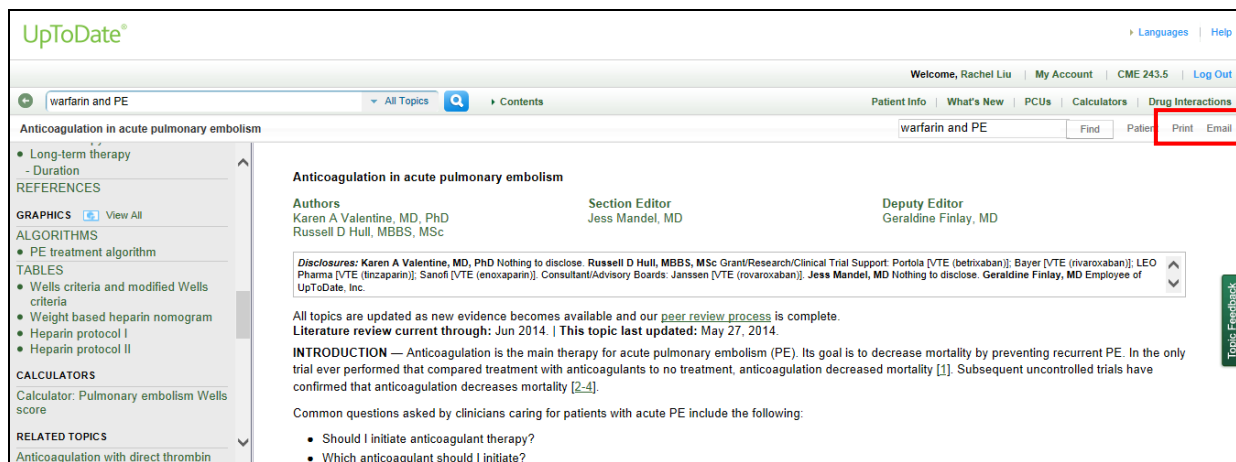 UpToDate®
Languages | Help
Welcome, Rachel Liu | My Account | CME 243.5 | Log Out
warfarin and PE All Topics Contents Patient Info | What's New | PCUs | Calculators | Drug Interactions
Anticoagulation in acute pulmonary embolism warfarin and PE Find Patient Print Email
• Long-term therapy
- Duration
REFERENCES
GRAPHICS View All
ALGORITHMS
• PE treatment algorithm
TABLES
• Wells criteria and modified Wells
criteria
• Weight based heparin nomogram
• Heparin protocol I
• Heparin protocol II
CALCULATORS
Calculator: Pulmonary embolism Wells
score
RELATED TOPICS
Anticoagulation with direct thrombin
Anticoagulation in acute pulmonary embolism
Authors
Karen A Valentine, MD, PhD
Russell D Hull, MBBS, MSc
Section Editor
Jess Mandel, MD
Deputy Editor
Geraldine Finlay, MD
Disclosures: Karen A Valentine, MD, PhD Nothing to disclose. Russell D Hull, MBBS, MSc Grant/Research/Clinical Trial Support: Portola [VTE (betrixaban)]; Bayer [VTE (rivaroxaban)]; LEO
Pharma [VTE (tinzaparin)]; Sanofi [VTE (enoxaparin)]. Consultant/Advisory Boards: Janssen [VTE (rovaroxaban)]. Jess Mandel, MD Nothing to disclose. Geraldine Finlay, MD Employee of
UpToDate, Inc.
All topics are updated as new evidence becomes available and our peer review process is complete.
Literature review current through: Jun 2014. | This topic last updated: May 27, 2014.
INTRODUCTION — Anticoagulation is the main therapy for acute pulmonary embolism (PE). Its goal is to decrease mortality by preventing recurrent PE. In the only
trial ever performed that compared treatment with anticoagulants to no treatment, anticoagulation decreased mortality [1]. Subsequent uncontrolled trials have
confirmed that anticoagulation decreases mortality [2-4].
Common questions asked by clinicians caring for patients with acute PE include the following:
• Should I initiate anticoagulant therapy?
• Which anticoagulant should I initiate?
Topic Feedback